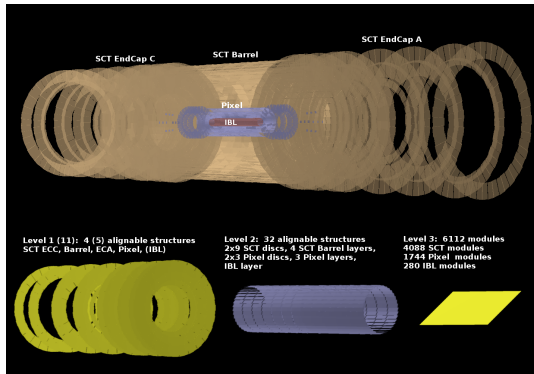 SCT EndCap A
SCT EndCap C
SCT Barrel
Pixel
IBL
Level 1 (11):  4 (5) alignable structures
SCT ECC, Barrel, ECA, Pixel, (IBL)
Level 2:  32 alignable structures
2x9 SCT discs, 4 SCT Barrel layers,
2x3 Pixel discs, 3 Pixel layers,
IBL layer
Level 3:  6112 modules
4088 SCT modules
1744 Pixel  modules
280 IBL modules